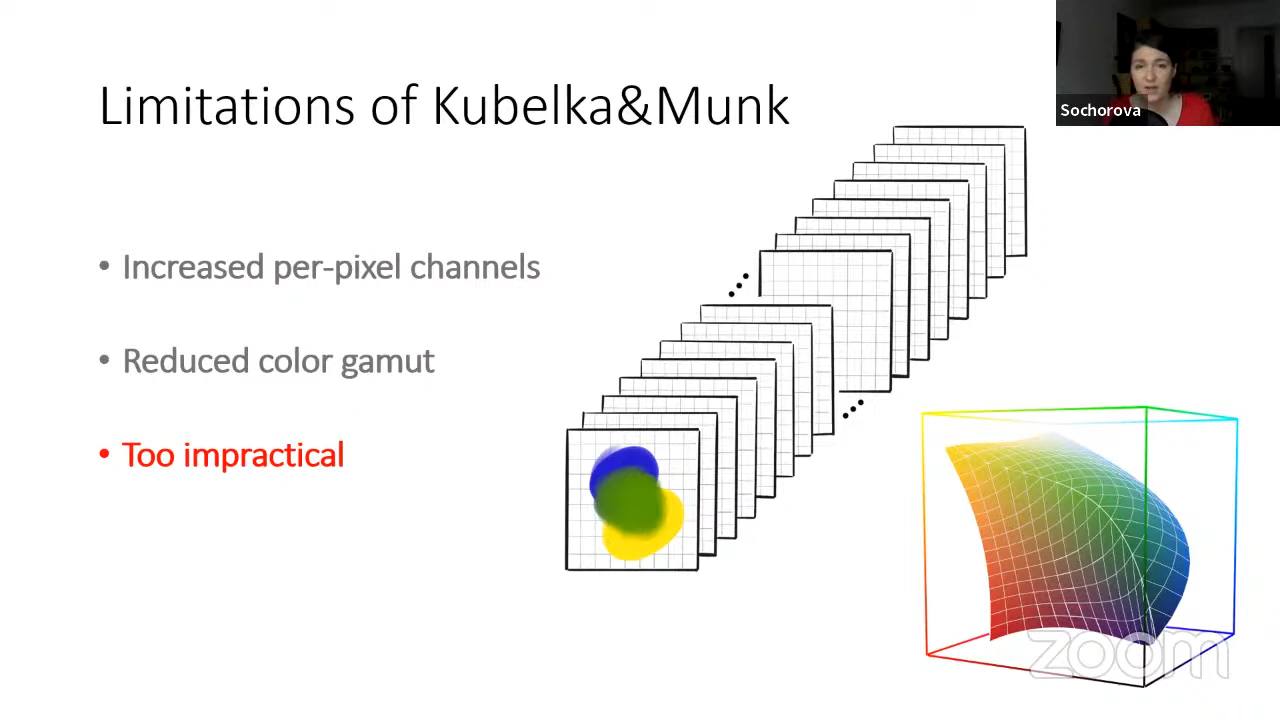 Limitations of Kubelka&Munk
Sochorova
• Increased per-pixel channels
• Reduced color gamut
• Too impractical
zoom